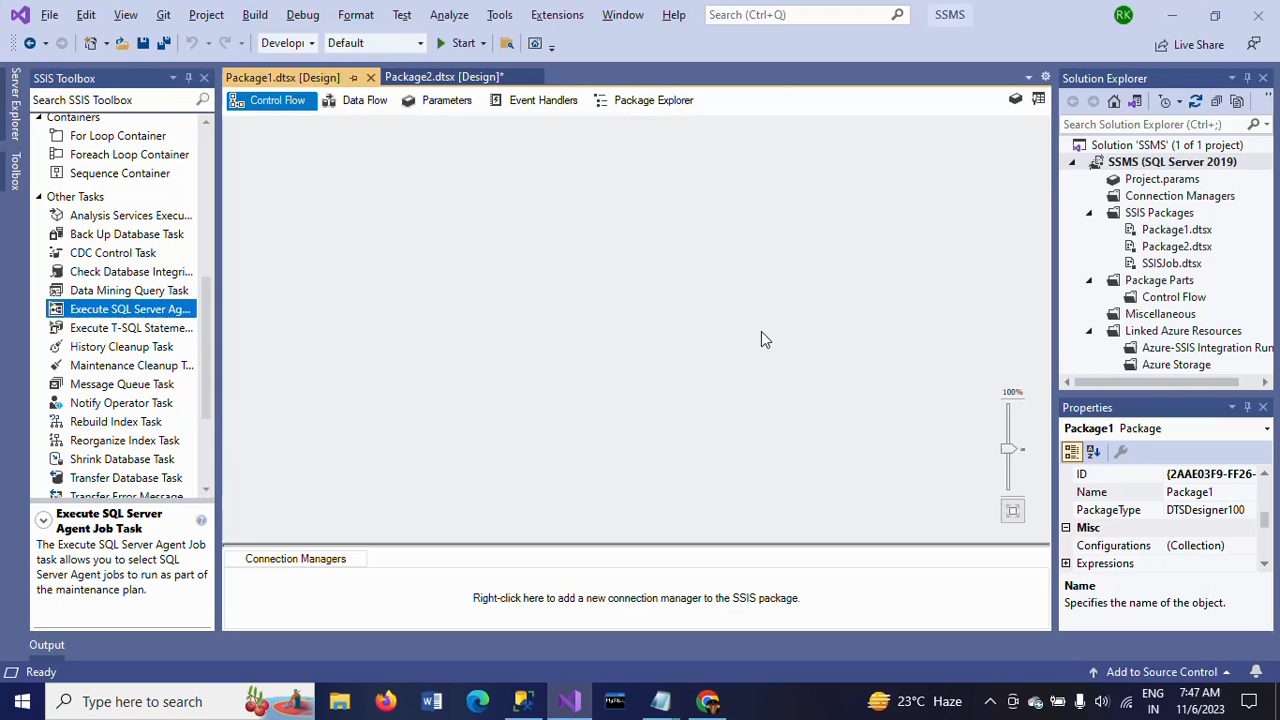 File Edit View Git Project Build Debug Format Test Analyze Tools Extensions Window Help Search (Ctrl+Q) SSMS RK
Developi Default Start Live Share
Server Explorer
Toolbox
SSIS Toolbox
Search SSIS Toolbox
Containers
For Loop Container
Foreach Loop Container
Sequence Container
Other Tasks
Analysis Services Execu...
Back Up Database Task
CDC Control Task
Check Database Integri...
Data Mining Query Task
Execute SQL Server Ag...
Execute T-SQL Stateme...
History Cleanup Task
Maintenance Cleanup T...
Message Queue Task
Notify Operator Task
Rebuild Index Task
Reorganize Index Task
Shrink Database Task
Transfer Database Task
Transfer Error Message
Execute SQL Server
Agent Job Task
The Execute SQL Server Agent Job
task allows you to select SQL
Server Agent jobs to run as part of
the maintenance plan.
Package1.dtsx [Design] Package2.dtsx [Design]*
Control Flow Data Flow Parameters Event Handlers Package Explorer
100%
Connection Managers
Right-click here to add a new connection manager to the SSIS package.
Solution Explorer
Search Solution Explorer (Ctrl+;)
Solution 'SSMS' (1 of 1 project)
SSMS (SQL Server 2019)
Project.params
Connection Managers
SSIS Packages
Package1.dtsx
Package2.dtsx
SSISJob.dtsx
Package Parts
Control Flow
Miscellaneous
Linked Azure Resources
Azure-SSIS Integration Run
Azure Storage
Properties
Package1 Package
ID {2AAE03F9-FF26-
Name Package1
PackageType DTSDesigner100
Misc
Configurations (Collection)
Expressions
Name
Specifies the name of the object.
Output
Ready Add to Source Control
Type here to search 23°C Haze ENG IN 7:47 AM 11/6/2023